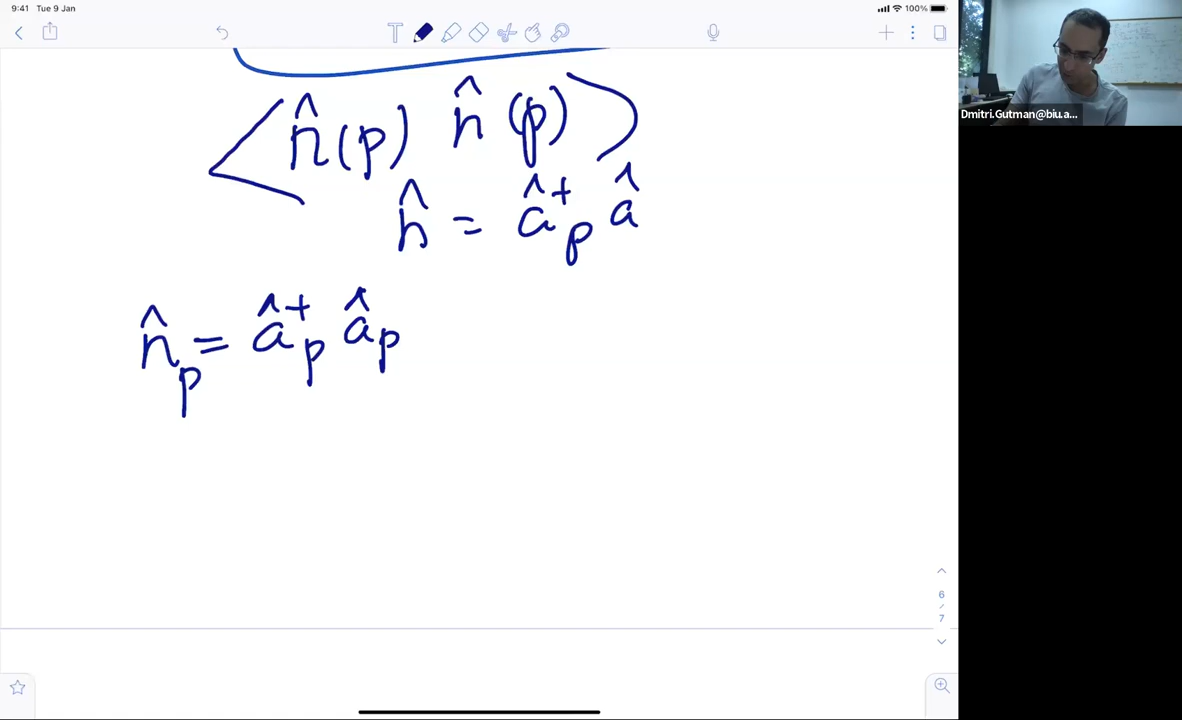 9:41 Tue 9 Jan
100%
T
⟨ n̂(p) n̂(p) ⟩
n̂ = â†p â
n̂p = â†p âp
6
/
7
Dmitri.Gutman@biu.a...